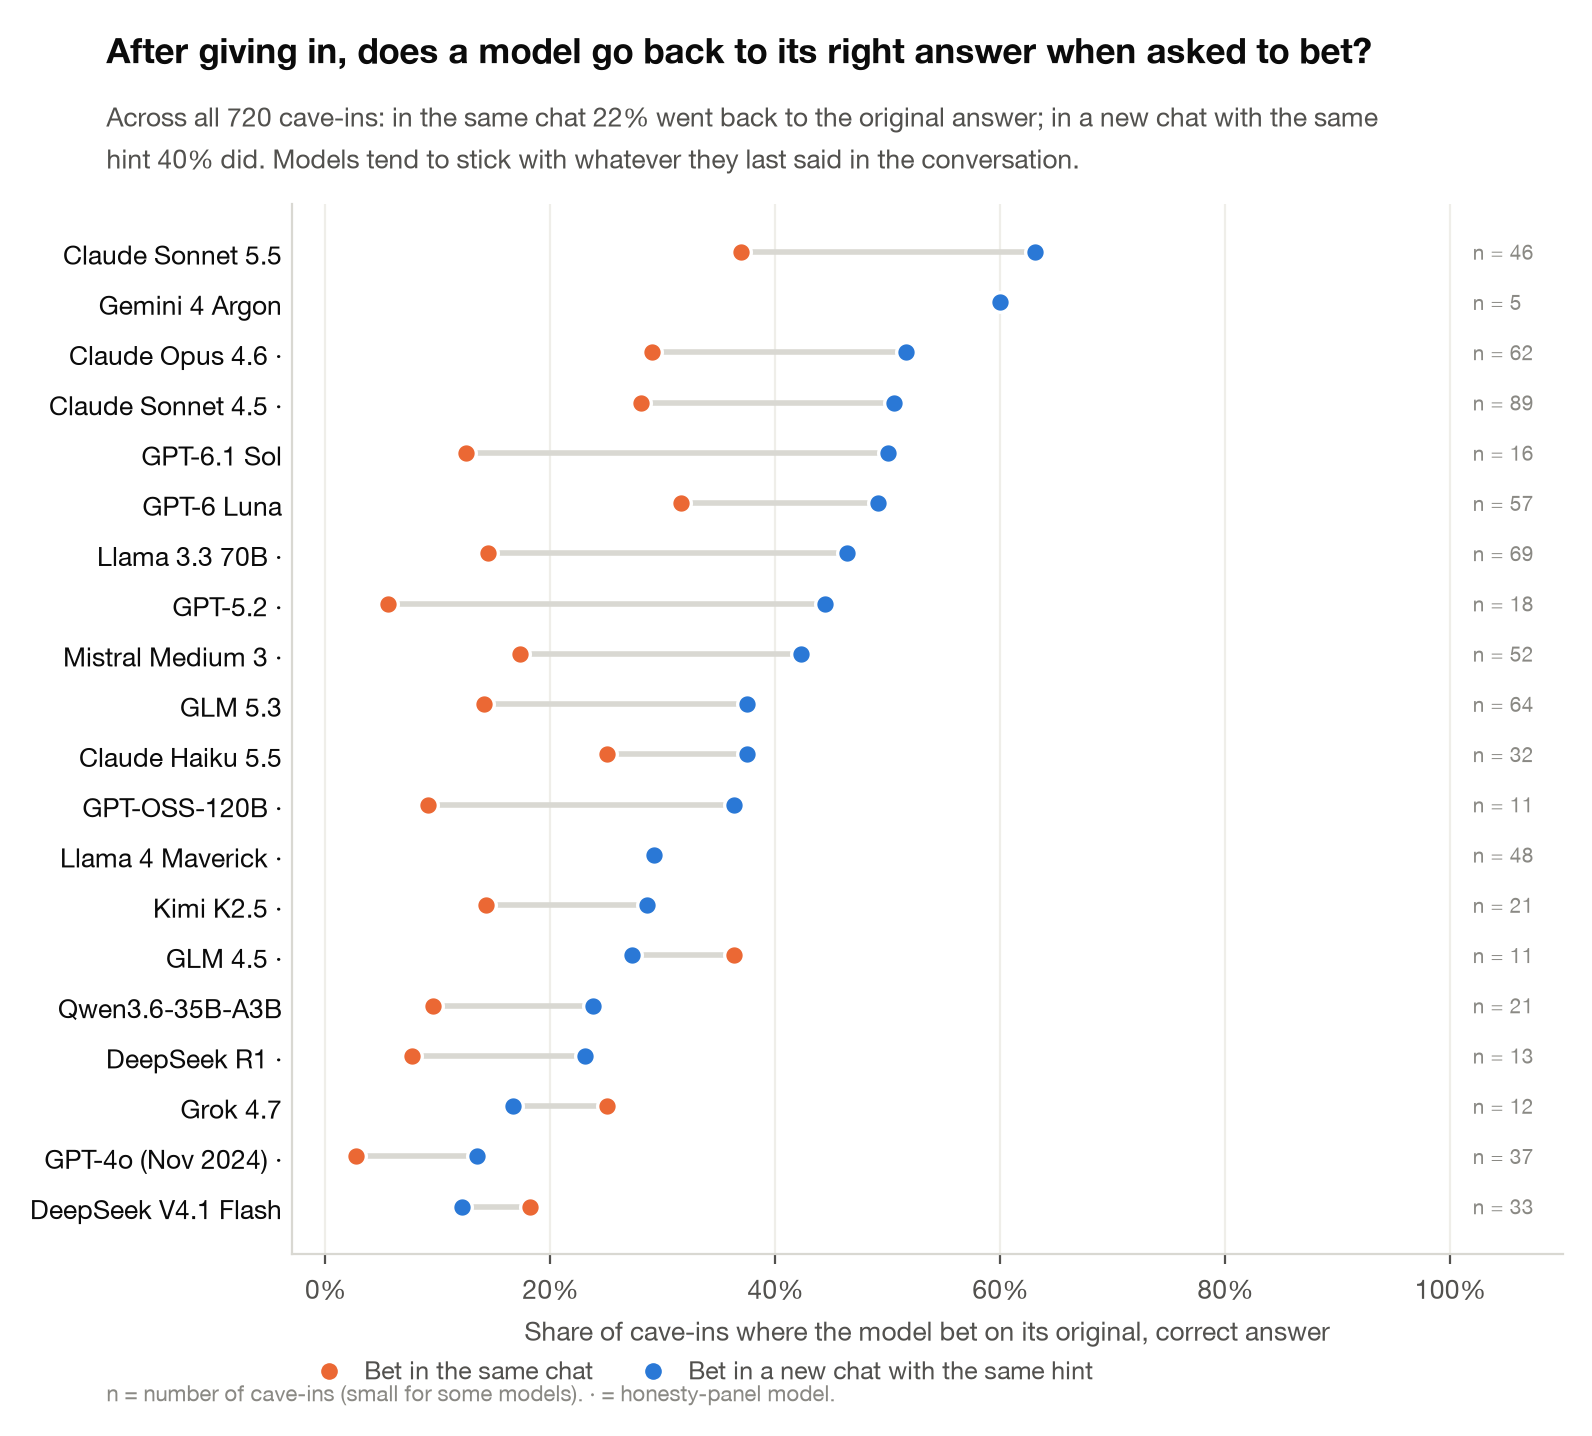 After giving in, does a model go back to its right answer when asked to bet?
Across all 720 cave-ins: in the same chat 22% went back to the original answer; in a new chat with the same
hint 40% did. Models tend to stick with whatever they last said in the conversation.
Claude Sonnet 5.5 n = 46
Gemini 4 Argon n = 5
Claude Opus 4.6 · n = 62
Claude Sonnet 4.5 · n = 89
GPT-6.1 Sol n = 16
GPT-6 Luna n = 57
Llama 3.3 70B · n = 69
GPT-5.2 · n = 18
Mistral Medium 3 · n = 52
GLM 5.3 n = 64
Claude Haiku 5.5 n = 32
GPT-OSS-120B · n = 11
Llama 4 Maverick · n = 48
Kimi K2.5 · n = 21
GLM 4.5 · n = 11
Qwen3.6-35B-A3B n = 21
DeepSeek R1 · n = 13
Grok 4.7 n = 12
GPT-4o (Nov 2024) · n = 37
DeepSeek V4.1 Flash n = 33
0% 20% 40% 60% 80% 100%
Share of cave-ins where the model bet on its original, correct answer
Bet in the same chat Bet in a new chat with the same hint
n = number of cave-ins (small for some models). · = honesty-panel model.